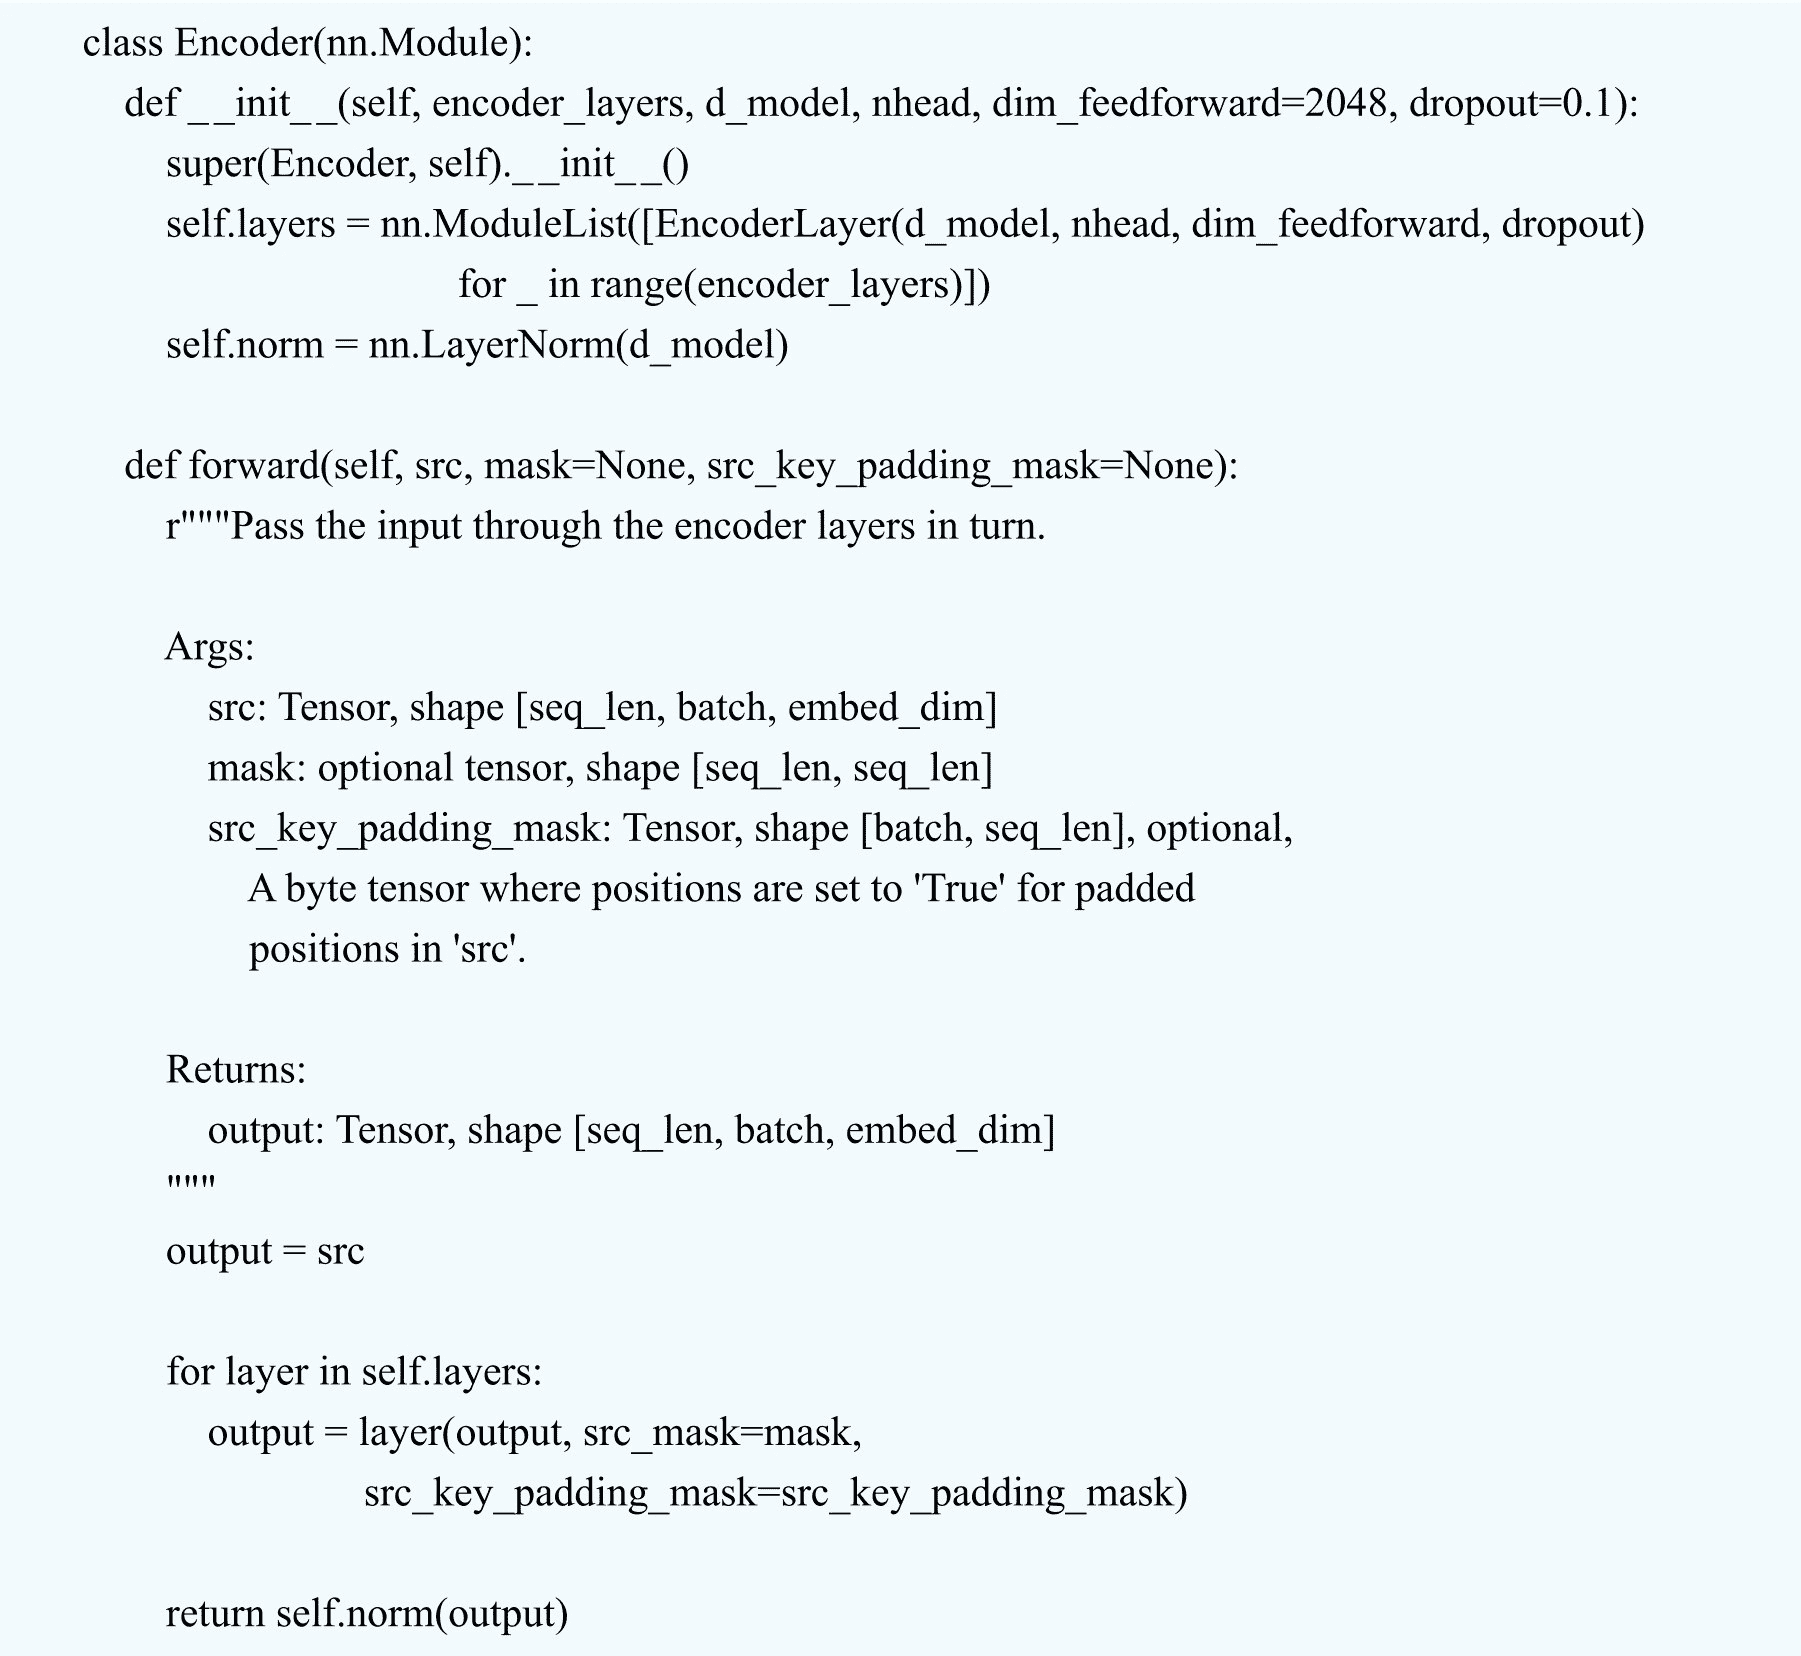 class Encoder(nn.Module):
def __init__(self, encoder_layers, d_model, nhead, dim_feedforward=2048, dropout=0.1):
super(Encoder, self).__init__()
self.layers = nn.ModuleList([EncoderLayer(d_model, nhead, dim_feedforward, dropout)
for _ in range(encoder_layers)])
self.norm = nn.LayerNorm(d_model)
def forward(self, src, mask=None, src_key_padding_mask=None):
r"""Pass the input through the encoder layers in turn.
Args:
src: Tensor, shape [seq_len, batch, embed_dim]
mask: optional tensor, shape [seq_len, seq_len]
src_key_padding_mask: Tensor, shape [batch, seq_len], optional,
A byte tensor where positions are set to 'True' for padded
positions in 'src'.
Returns:
output: Tensor, shape [seq_len, batch, embed_dim]
"""
output = src
for layer in self.layers:
output = layer(output, src_mask=mask,
src_key_padding_mask=src_key_padding_mask)
return self.norm(output)